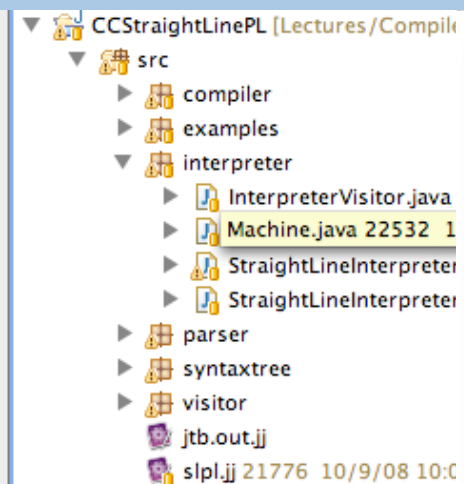 CCStraightLinePL [Lectures/Compile
src
compiler
examples
interpreter
InterpreterVisitor.java
Machine.java 22532 1
StraightLineInterpreter
StraightLineInterpreter
parser
syntaxtree
visitor
jtb.out.jj
slpl.jj 21776 10/9/08 10:0